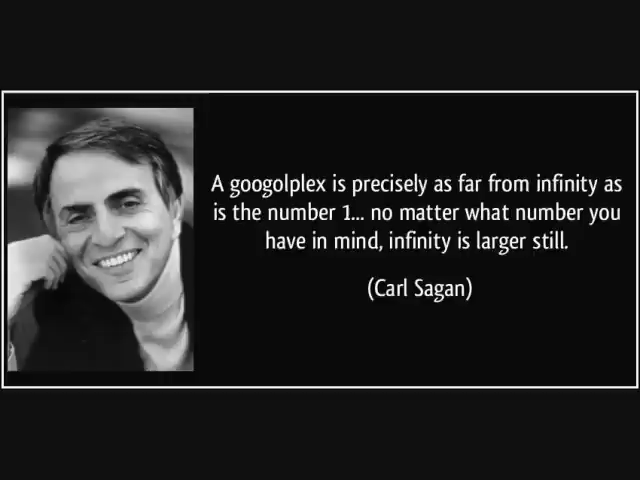 A googolplex is precisely as far from infinity as
is the number 1... no matter what number you
have in mind, infinity is larger still.
(Carl Sagan)